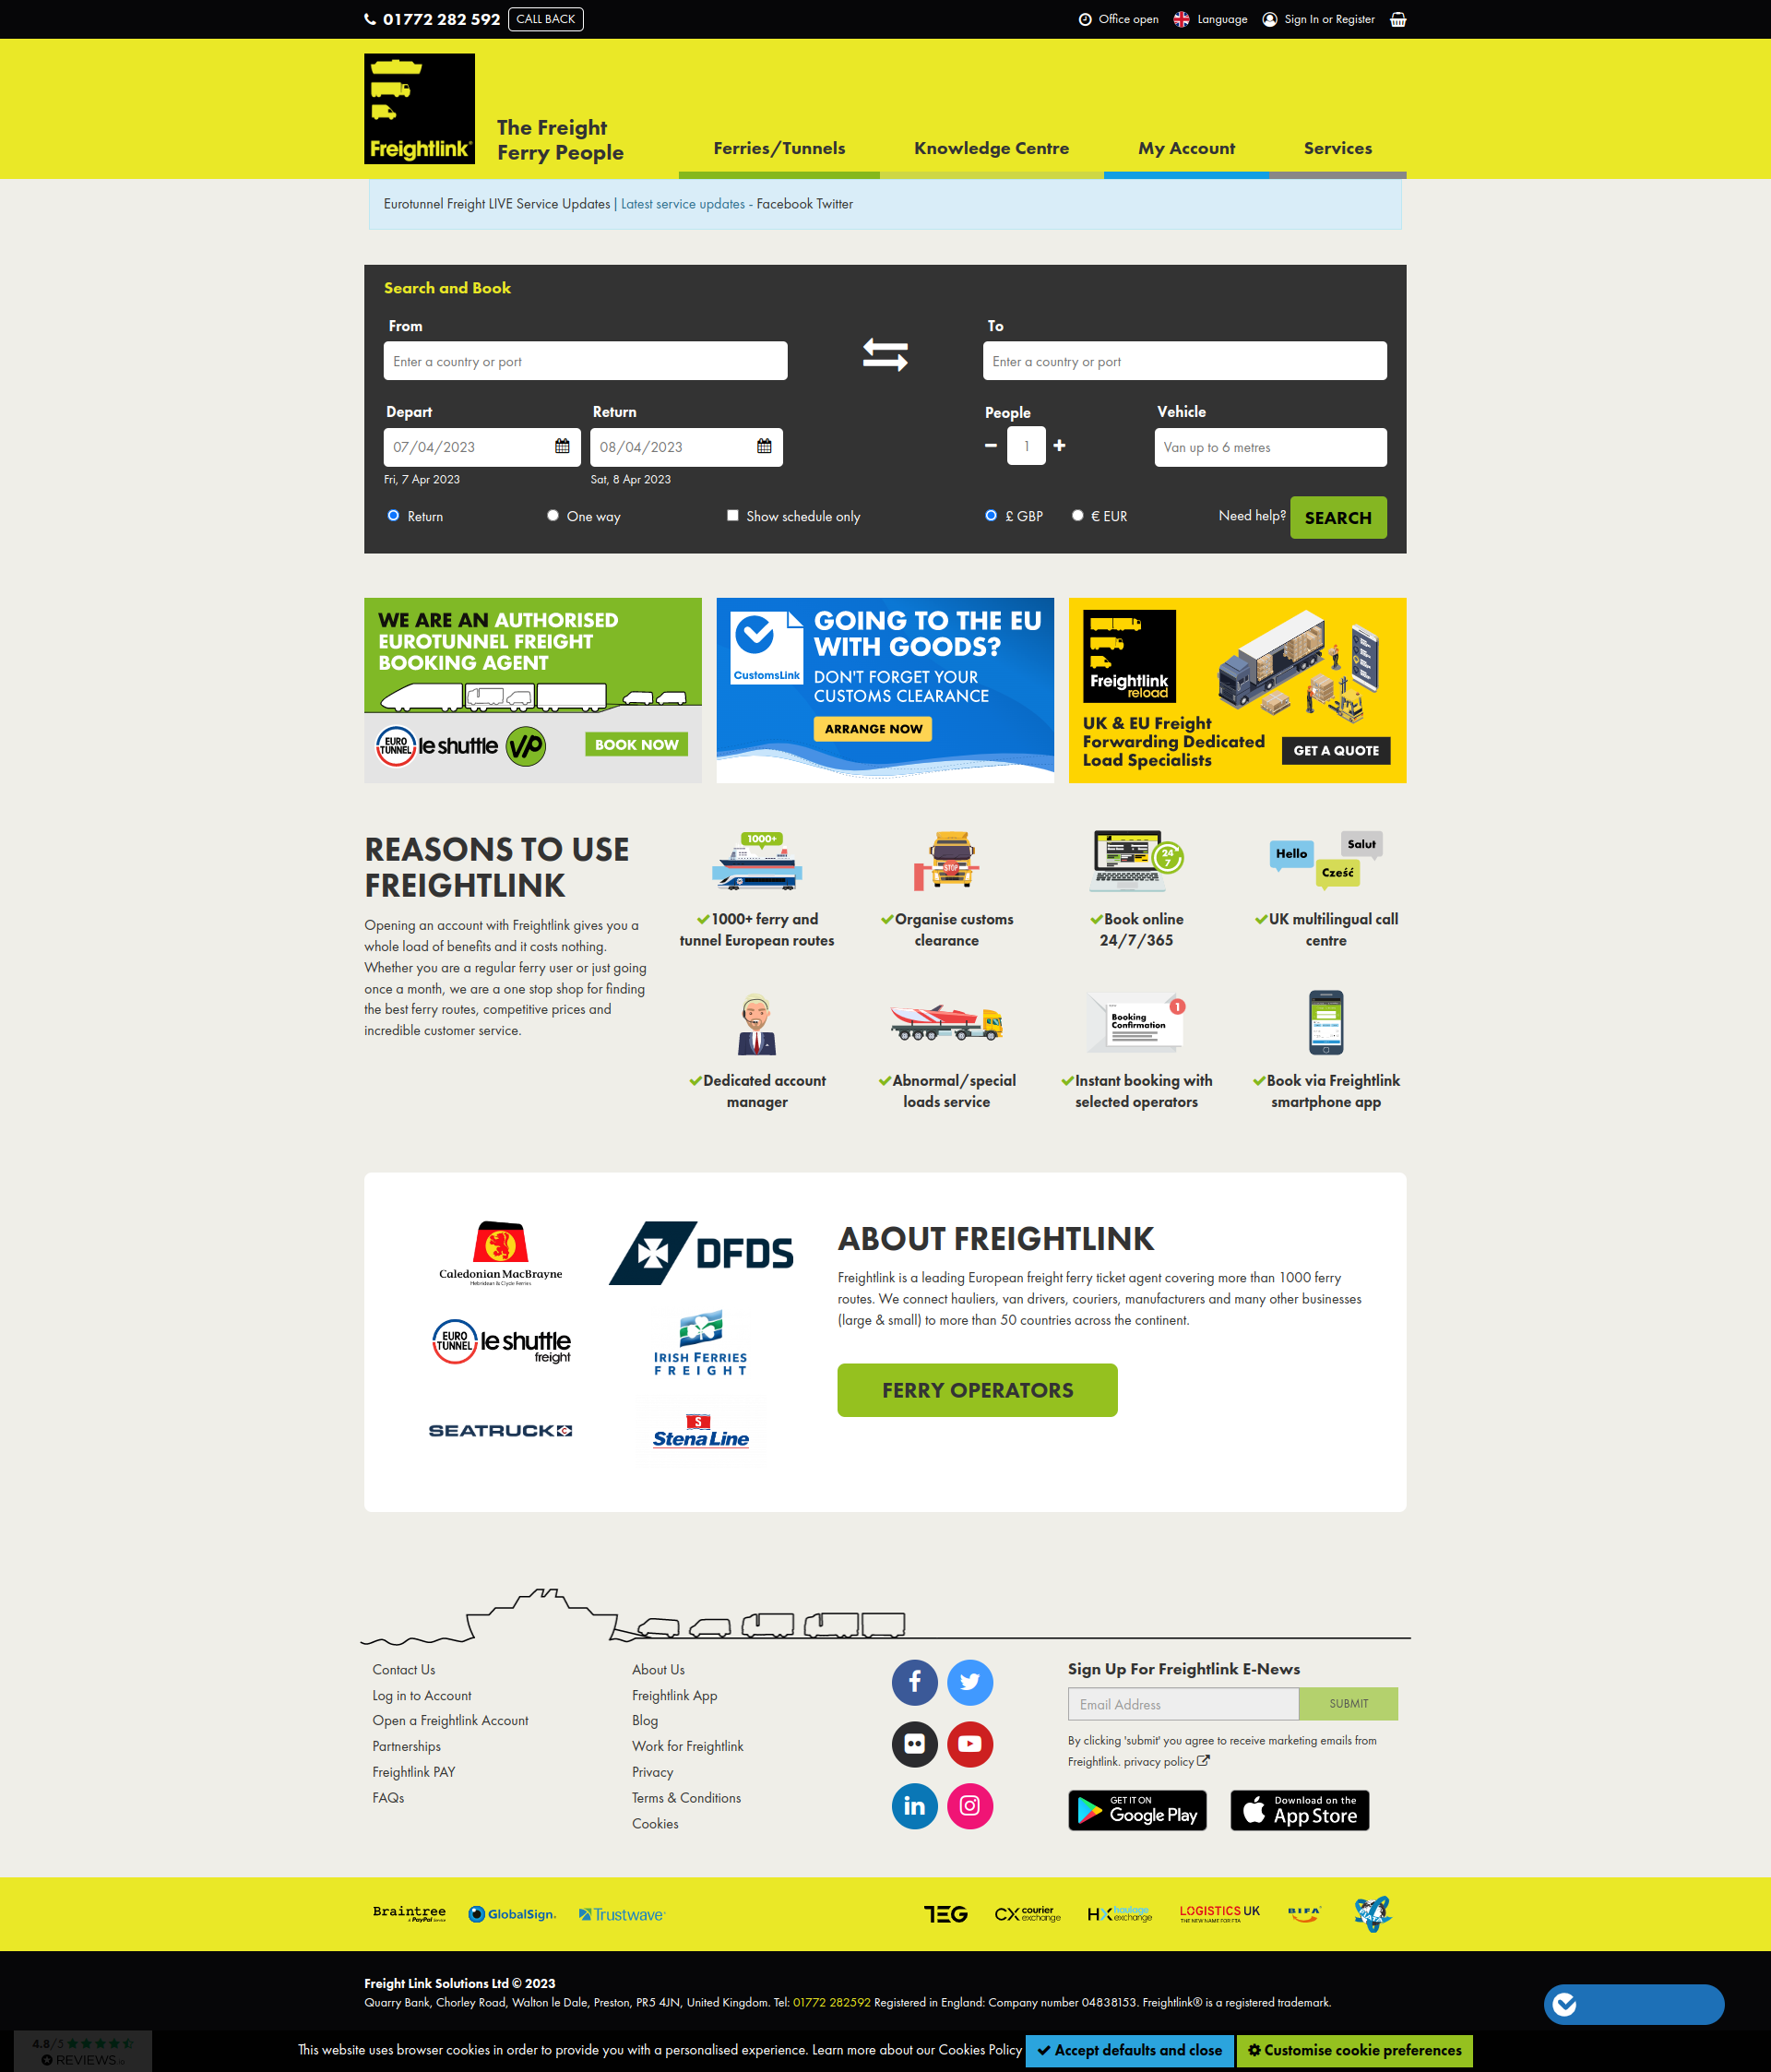 01772 282 592 CALL BACK
Office open Language Sign In or Register
Freightlink
The Freight
Ferry People
Ferries/Tunnels Knowledge Centre My Account Services
Eurotunnel Freight LIVE Service Updates | Latest service updates - Facebook Twitter
Search and Book
From To
Enter a country or port Enter a country or port
Depart Return People Vehicle
07/04/2023 08/04/2023 1 Van up to 6 metres
Fri, 7 Apr 2023 Sat, 8 Apr 2023
Return One way Show schedule only £ GBP € EUR Need help? SEARCH
WE ARE AN AUTHORISED
EUROTUNNEL FREIGHT
BOOKING AGENT
EURO
TUNNEL le shuttle VIP BOOK NOW
CustomsLink
GOING TO THE EU
WITH GOODS?
DON'T FORGET YOUR
CUSTOMS CLEARANCE
ARRANGE NOW
Freightlink
reload
UK & EU Freight
Forwarding Dedicated
Load Specialists
GET A QUOTE
REASONS TO USE
FREIGHTLINK
Opening an account with Freightlink gives you a
whole load of benefits and it costs nothing.
Whether you are a regular ferry user or just going
once a month, we are a one stop shop for finding
the best ferry routes, competitive prices and
incredible customer service.
1000+
1000+ ferry and
tunnel European routes
STOP
Organise customs
clearance
24
7
Book online
24/7/365
Hello
Salut
Cześć
UK multilingual call
centre
Dedicated account
manager
Abnormal/special
loads service
Booking
Confirmation
1
Instant booking with
selected operators
Book via Freightlink
smartphone app
Caledonian MacBrayne
Hebridean & Clyde Ferries
DFDS
EURO
TUNNEL le shuttle
freight
IRISH FERRIES
FREIGHT
SEATRUCK
S
Stena Line
ABOUT FREIGHTLINK
Freightlink is a leading European freight ferry ticket agent covering more than 1000 ferry
routes. We connect hauliers, van drivers, couriers, manufacturers and many other businesses
(large & small) to more than 50 countries across the continent.
FERRY OPERATORS
Contact Us
Log in to Account
Open a Freightlink Account
Partnerships
Freightlink PAY
FAQs
About Us
Freightlink App
Blog
Work for Freightlink
Privacy
Terms & Conditions
Cookies
Sign Up For Freightlink E-News
Email Address SUBMIT
By clicking 'submit' you agree to receive marketing emails from
Freightlink. privacy policy
GET IT ON
Google Play
Download on the
App Store
Braintree
A PayPal Service
GlobalSign
Trustwave
TEG
CX courier
exchange
HX haulage
exchange
LOGISTICS UK
THE NEW NAME FOR FTA
BIFA
Freight Link Solutions Ltd © 2023
Quarry Bank, Chorley Road, Walton le Dale, Preston, PR5 4JN, United Kingdom. Tel: 01772 282592 Registered in England: Company number 04838153. Freightlink® is a registered trademark.
4.8/5
REVIEWS.io
This website uses browser cookies in order to provide you with a personalised experience. Learn more about our Cookies Policy Accept defaults and close Customise cookie preferences